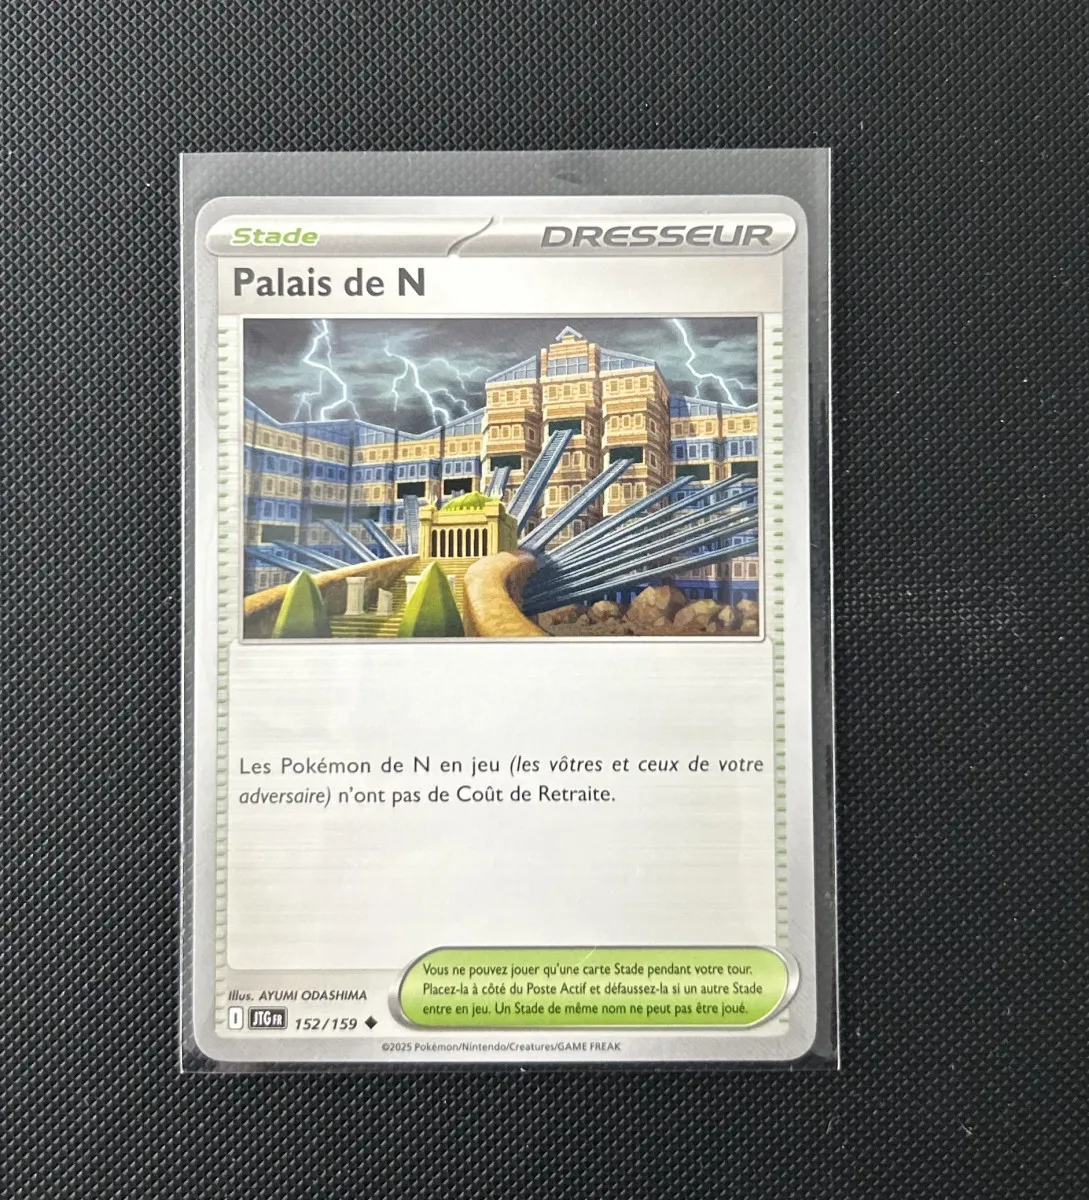 Stade
DRESSEUR
Palais de N
Les Pokémon de N en jeu (les vôtres et ceux de votre
adversaire) n'ont pas de Coût de Retraite.
Vous ne pouvez jouer qu'une carte Stade pendant votre tour.
Placez-la à côté du Poste Actif et défaussez-la si un autre Stade
entre en jeu. Un Stade de même nom ne peut pas être joué.
Illus. AYUMI ODASHIMA
I JTG FR 152/159
©2025 Pokémon/Nintendo/Creatures/GAME FREAK